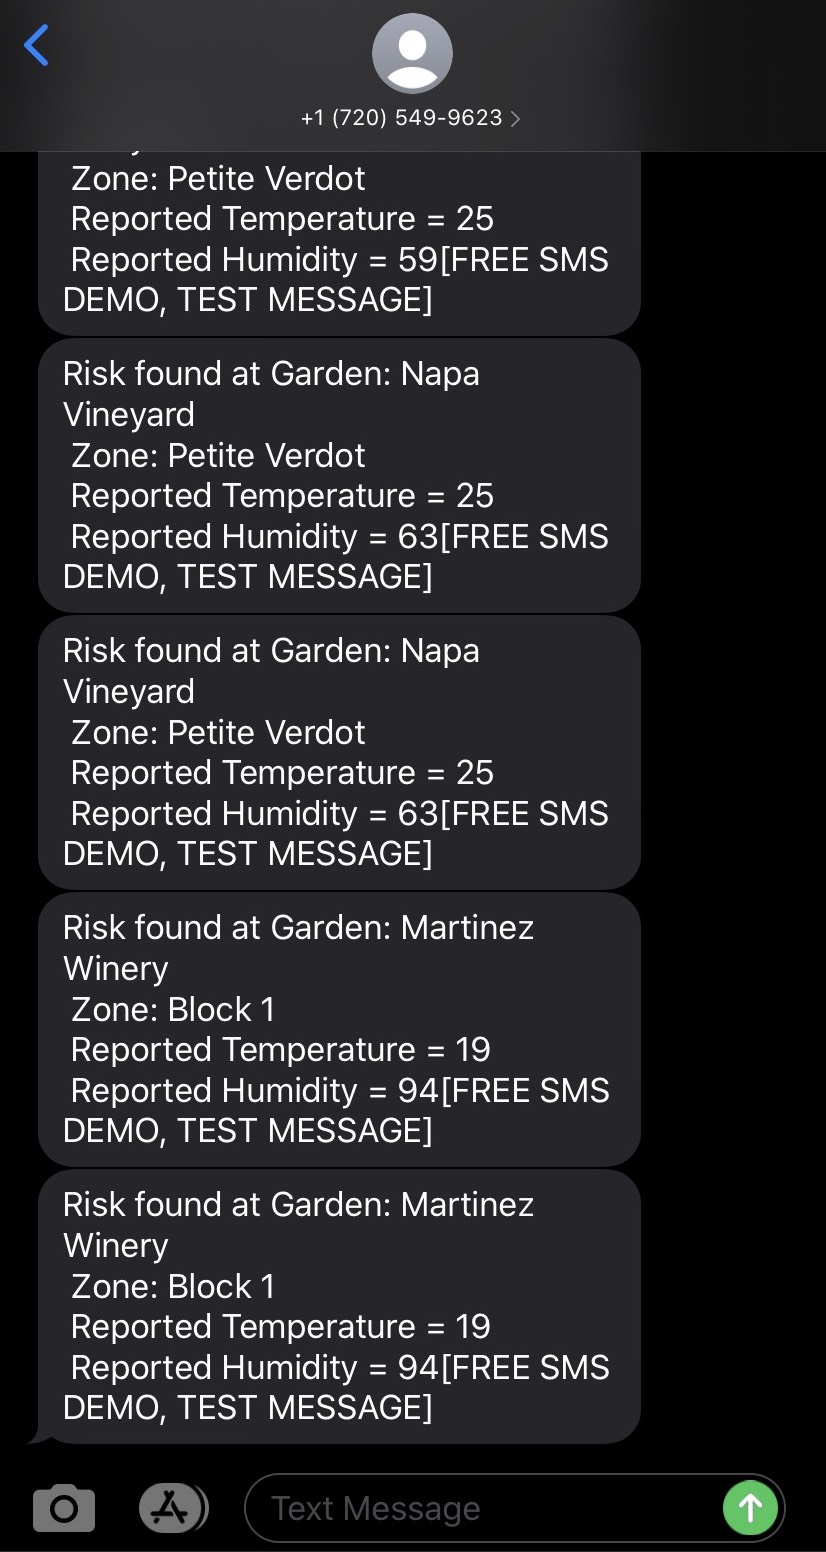 +1 (720) 549-9623
Zone: Petite Verdot
Reported Temperature = 25
Reported Humidity = 59[FREE SMS
DEMO, TEST MESSAGE]
Risk found at Garden: Napa
Vineyard
Zone: Petite Verdot
Reported Temperature = 25
Reported Humidity = 63[FREE SMS
DEMO, TEST MESSAGE]
Risk found at Garden: Napa
Vineyard
Zone: Petite Verdot
Reported Temperature = 25
Reported Humidity = 63[FREE SMS
DEMO, TEST MESSAGE]
Risk found at Garden: Martinez
Winery
Zone: Block 1
Reported Temperature = 19
Reported Humidity = 94[FREE SMS
DEMO, TEST MESSAGE]
Risk found at Garden: Martinez
Winery
Zone: Block 1
Reported Temperature = 19
Reported Humidity = 94[FREE SMS
DEMO, TEST MESSAGE]
Text Message